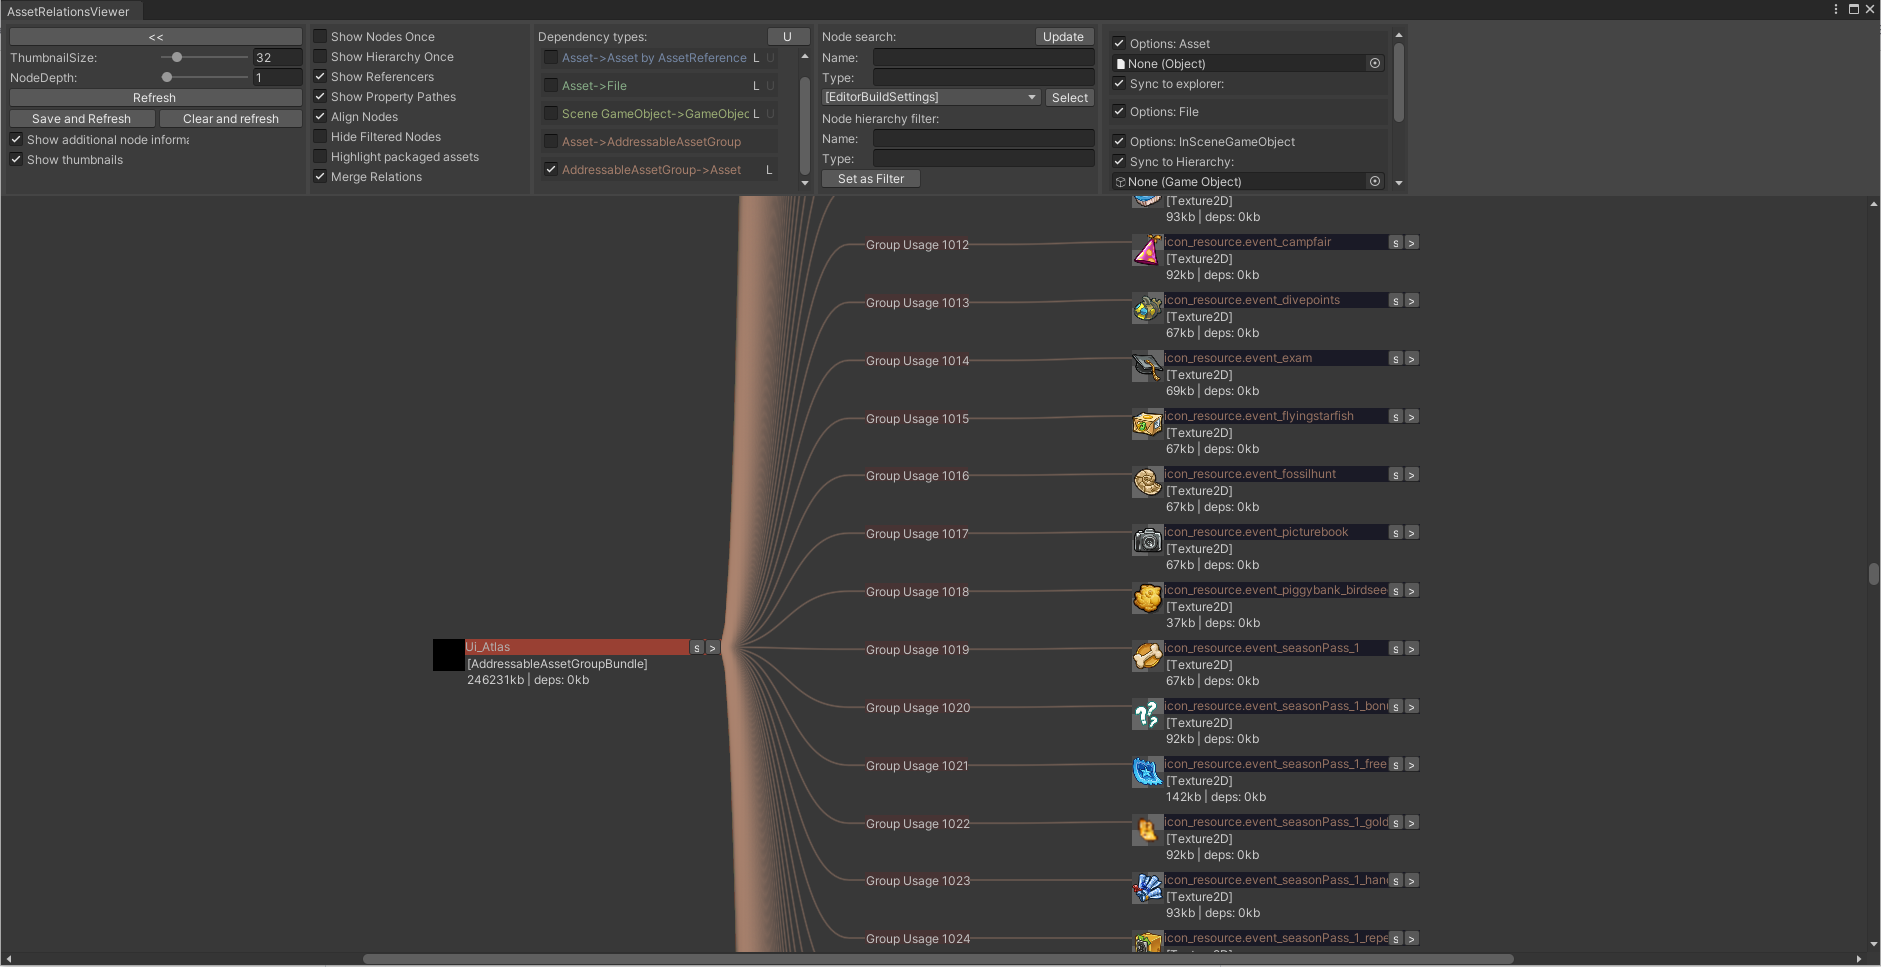 AssetRelationsViewer
<<
ThumbnailSize:
32
NodeDepth:
1
Refresh
Save and Refresh
Clear and refresh
Show additional node informa
Show thumbnails
Show Nodes Once
Show Hierarchy Once
Show Referencers
Show Property Pathes
Align Nodes
Hide Filtered Nodes
Highlight packaged assets
Merge Relations
Dependency types:
U
Asset->Asset by AssetReference L U
Asset->File L U
Scene GameObject->GameObjec L U
Asset->AddressableAssetGroup
AddressableAssetGroup->Asset L
Node search:
Update
Name:
Type:
[EditorBuildSettings]
Select
Node hierarchy filter:
Name:
Type:
Set as Filter
Options: Asset
None (Object)
Sync to explorer:
Options: File
Options: InSceneGameObject
Sync to Hierarchy:
None (Game Object)
Ui_Atlas s >
[AddressableAssetGroupBundle]
246231kb | deps: 0kb
[Texture2D]
93kb | deps: 0kb
Group Usage 1012
icon_resource.event_campfair s >
[Texture2D]
92kb | deps: 0kb
Group Usage 1013
icon_resource.event_divepoints s >
[Texture2D]
67kb | deps: 0kb
Group Usage 1014
icon_resource.event_exam s >
[Texture2D]
69kb | deps: 0kb
Group Usage 1015
icon_resource.event_flyingstarfish s >
[Texture2D]
67kb | deps: 0kb
Group Usage 1016
icon_resource.event_fossilhunt s >
[Texture2D]
67kb | deps: 0kb
Group Usage 1017
icon_resource.event_picturebook s >
[Texture2D]
67kb | deps: 0kb
Group Usage 1018
icon_resource.event_piggybank_birdsee s >
[Texture2D]
37kb | deps: 0kb
Group Usage 1019
icon_resource.event_seasonPass_1 s >
[Texture2D]
67kb | deps: 0kb
Group Usage 1020
icon_resource.event_seasonPass_1_bon s >
[Texture2D]
92kb | deps: 0kb
Group Usage 1021
icon_resource.event_seasonPass_1_free s >
[Texture2D]
142kb | deps: 0kb
Group Usage 1022
icon_resource.event_seasonPass_1_gold s >
[Texture2D]
92kb | deps: 0kb
Group Usage 1023
icon_resource.event_seasonPass_1_han s >
[Texture2D]
93kb | deps: 0kb
Group Usage 1024
icon_resource.event_seasonPass_1_repe s >